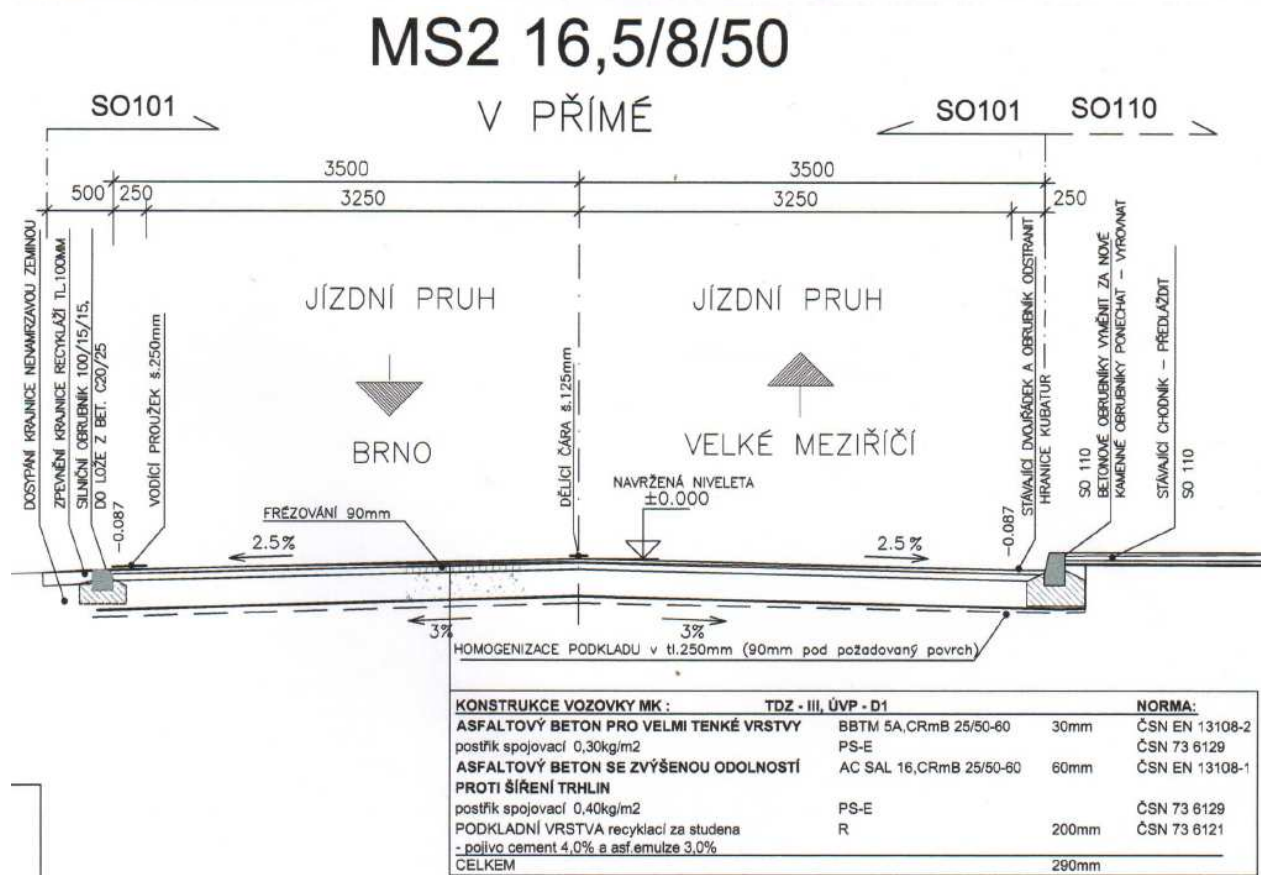 MS2 16,5/8/50
V PŘÍMÉ
SO101
SO101
SO110
3500
3500
500
250
3250
3250
250
DOSYPÁNÍ KRAJNICE NENAMRZAVOU ZEMINOU
ZPEVNĚNÍ KRAJNICE RECYKLÁŽÍ TL.100MM
SILNIČNÍ OBRUBNÍK 100/15/15,
DO LOŽE Z BET. C20/25
-0.087
VODÍCÍ PROUŽEK š.250mm
JÍZDNÍ PRUH
BRNO
DĚLÍCÍ ČÁRA š.125mm
JÍZDNÍ PRUH
VELKÉ MEZIŘÍČÍ
NAVRŽENÁ NIVELETA
±0.000
-0.087
STÁVAJÍCÍ DVOJŘÁDEK A OBRUBNÍK ODSTRANIT
HRANICE KUBATUR
SO 110
BETONOVÉ OBRUBNÍKY VYMĚNIT ZA NOVÉ
KAMENNÉ OBRUBNÍKY PONECHAT – VYROVNAT
STÁVAJÍCÍ CHODNÍK – PŘEDLÁŽDIT
SO 110
FRÉZOVÁNÍ 90mm
2.5%
2.5%
3%
3%
HOMOGENIZACE PODKLADU v tl.250mm (90mm pod požadovaný povrch)
KONSTRUKCE VOZOVKY MK : TDZ - III, ÚVP - D1 NORMA:
ASFALTOVÝ BETON PRO VELMI TENKÉ VRSTVY BBTM 5A,CRmB 25/50-60 30mm ČSN EN 13108-2
postřik spojovací 0,30kg/m2 PS-E ČSN 73 6129
ASFALTOVÝ BETON SE ZVÝŠENOU ODOLNOSTÍ AC SAL 16,CRmB 25/50-60 60mm ČSN EN 13108-1
PROTI ŠÍŘENÍ TRHLIN
postřik spojovací 0,40kg/m2 PS-E ČSN 73 6129
PODKLADNÍ VRSTVA recyklací za studena R 200mm ČSN 73 6121
- pojivo cement 4,0% a asf.emulze 3,0%
CELKEM 290mm